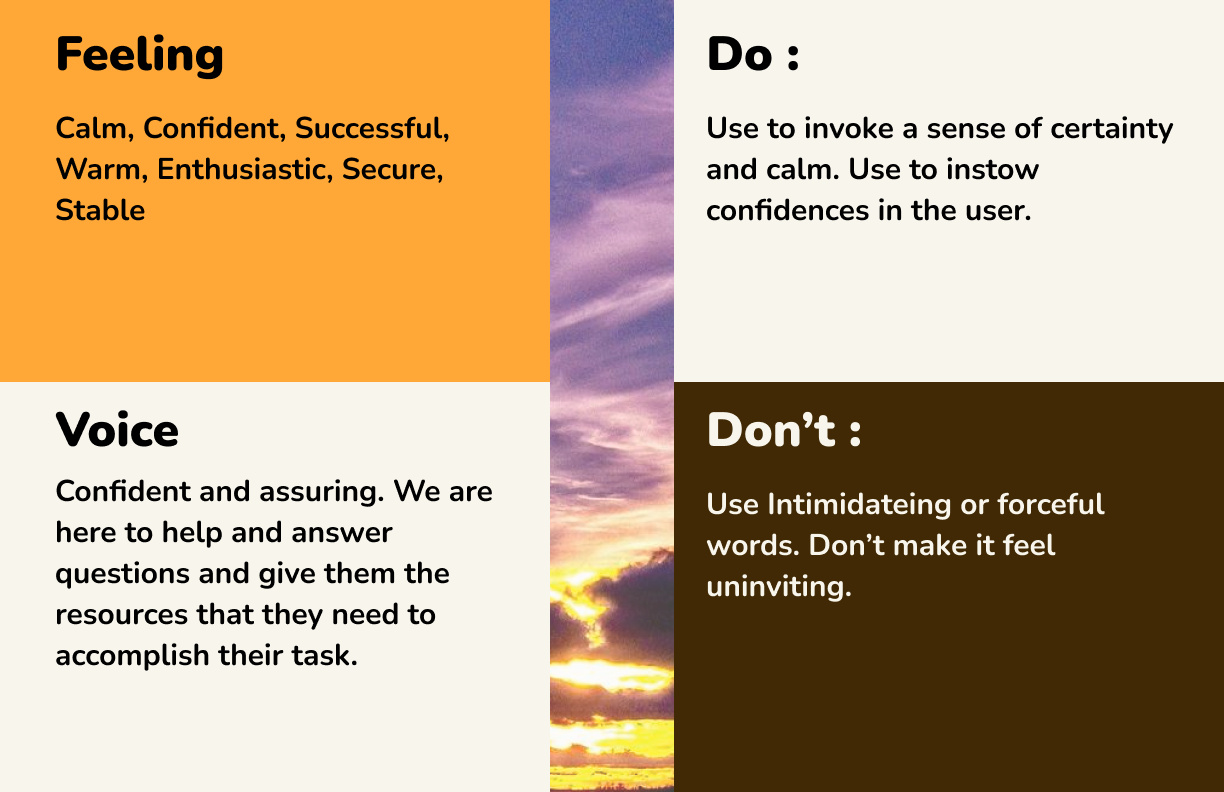 Feeling
Calm, Confident, Successful,
Warm, Enthusiastic, Secure,
Stable
Voice
Confident and assuring. We are
here to help and answer
questions and give them the
resources that they need to
accomplish their task.
Do :
Use to invoke a sense of certainty
and calm. Use to instow
confidences in the user.
Don’t :
Use Intimidateing or forceful
words. Don’t make it feel
uninviting.